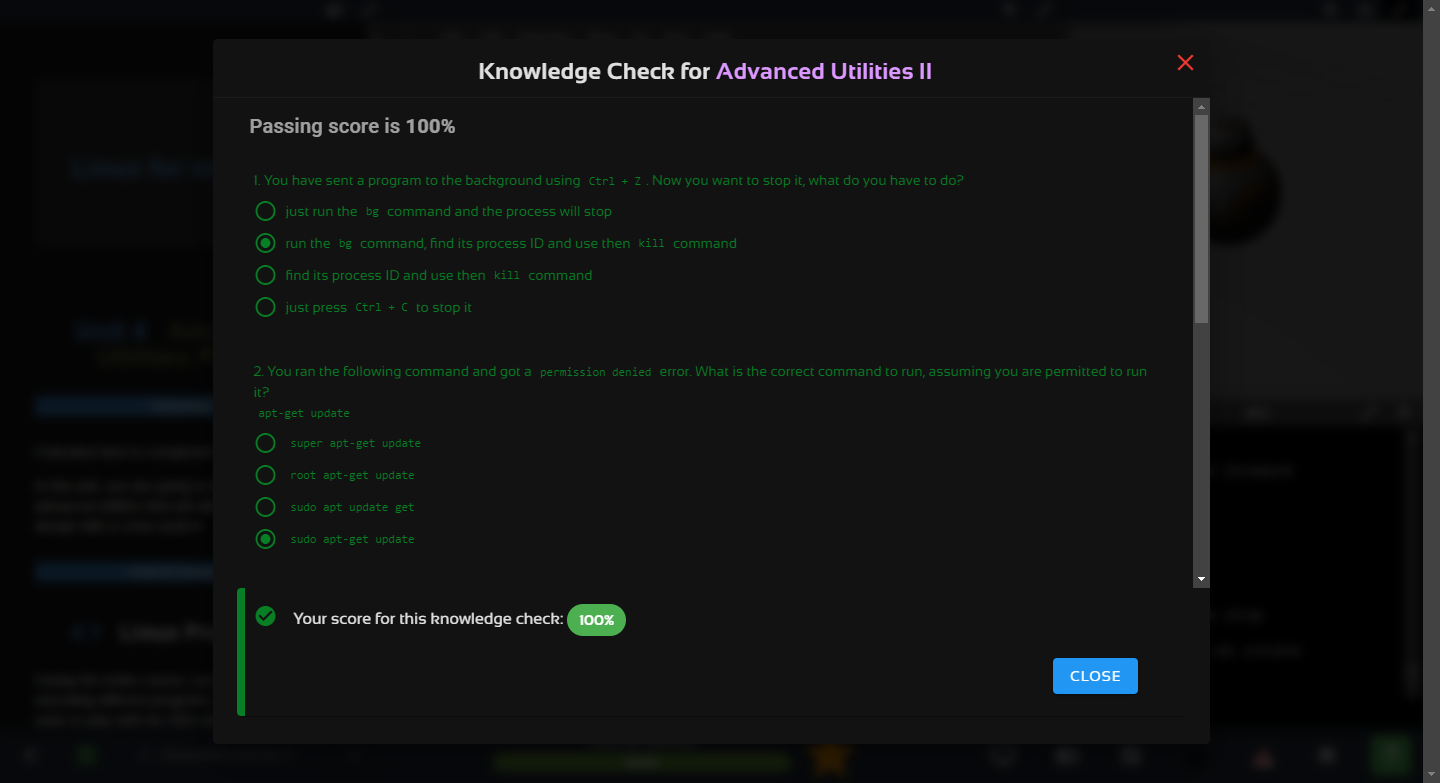 Knowledge Check for Advanced Utilities II
Passing score is 100%
1. You have sent a program to the background using Ctrl + Z . Now you want to stop it, what do you have to do?
just run the bg command and the process will stop
run the bg command, find its process ID and use then kill command
find its process ID and use then kill command
just press Ctrl + C to stop it
2. You ran the following command and got a permission denied error. What is the correct command to run, assuming you are permitted to run
it?
apt-get update
super apt-get update
root apt-get update
sudo apt update get
sudo apt-get update
Your score for this knowledge check: 100%
CLOSE